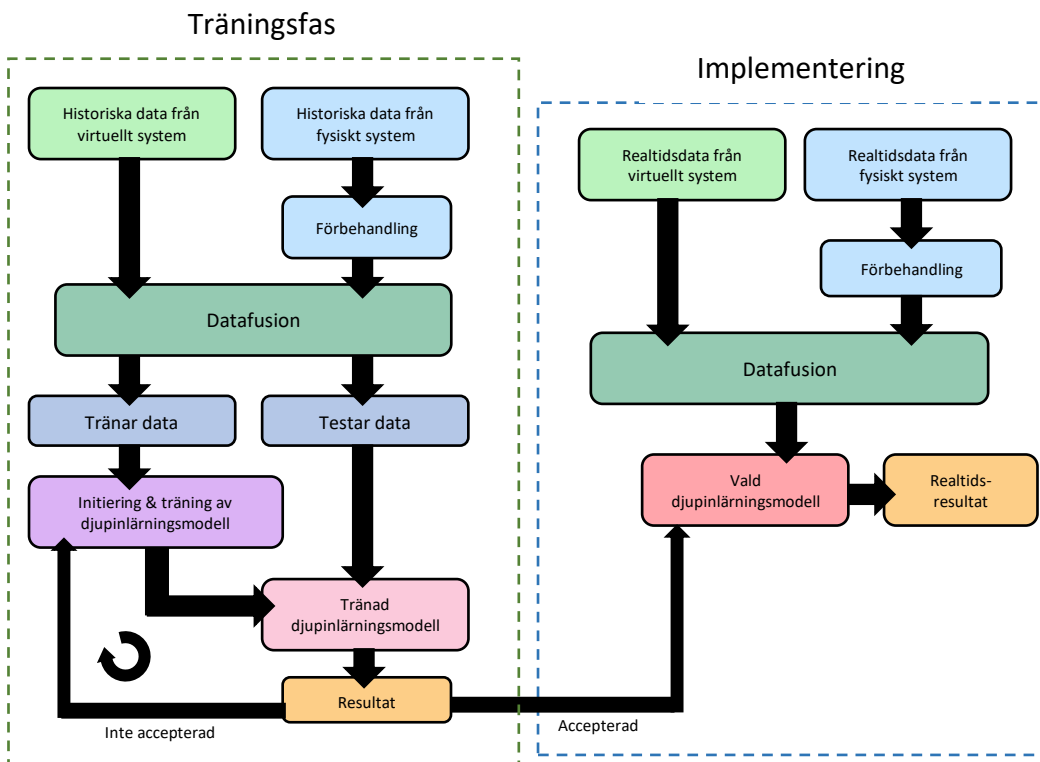 Träningsfas
Historiska data från
virtuellt system
Historiska data från
fysiskt system
Förbehandling
Datafusion
Tränar data
Testar data
Initiering & träning av
djupinlärningsmodell
Tränad
djupinlärningsmodell
Resultat
Inte accepterad
Accepterad
Implementering
Realtidsdata från
virtuellt system
Realtidsdata från
fysiskt system
Förbehandling
Datafusion
Vald
djupinlärningsmodell
Realtids-
resultat